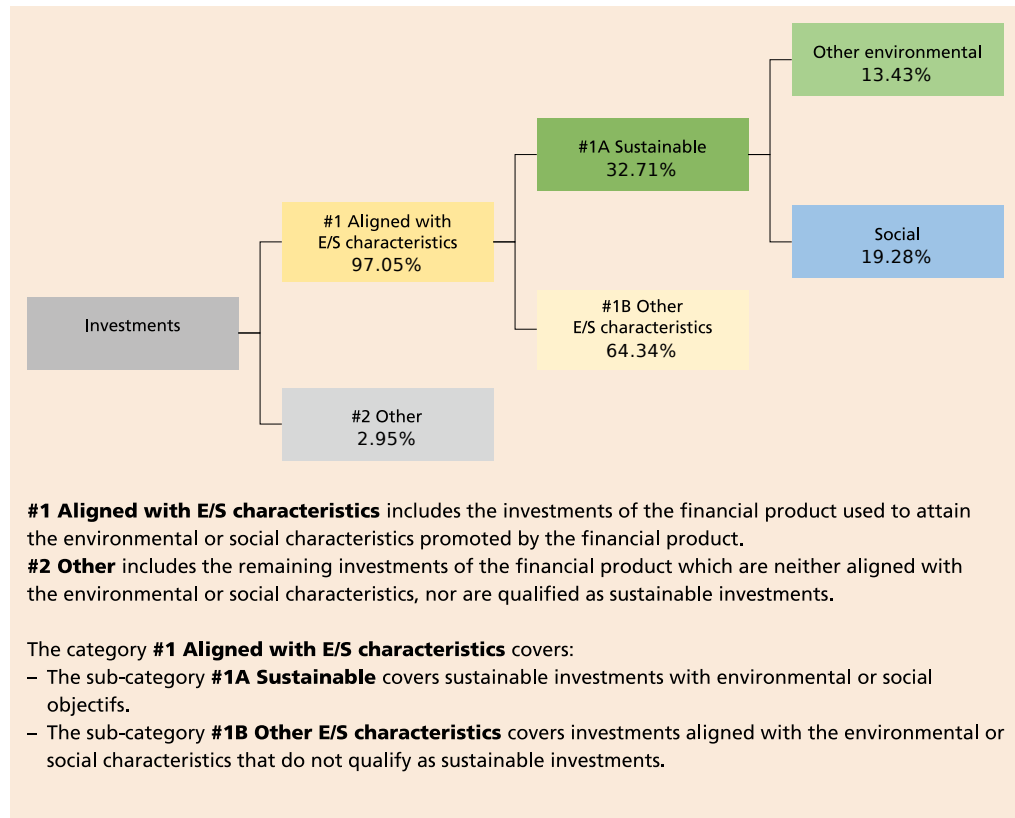 Other environmental
13.43%
#1A Sustainable
32.71%
#1 Aligned with
E/S characteristics
97.05%
Social
19.28%
Investments
#1B Other
E/S characteristics
64.34%
#2 Other
2.95%
#1 Aligned with E/S characteristics includes the investments of the financial product used to attain
the environmental or social characteristics promoted by the financial product.
#2 Other includes the remaining investments of the financial product which are neither aligned with
the environmental or social characteristics, nor are qualified as sustainable investments.
The category #1 Aligned with E/S characteristics covers:
– The sub-category #1A Sustainable covers sustainable investments with environmental or social
objectifs.
– The sub-category #1B Other E/S characteristics covers investments aligned with the environmental or
social characteristics that do not qualify as sustainable investments.